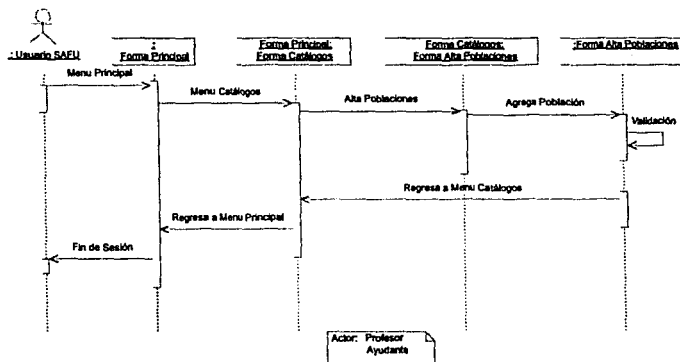 : Usuario SAFU
:
Forma Principal
Forma Principal:
Forma Catálogos
Forma Catálogos:
Forma Alta Poblaciones
:Forma Alta Poblaciones
Menu Principal
Menu Catálogos
Alta Poblaciones
Agrega Población
Validación
Regresa a Menu Catálogos
Regresa a Menu Principal
Fin de Sesión
Actor: Profesor
Ayudante